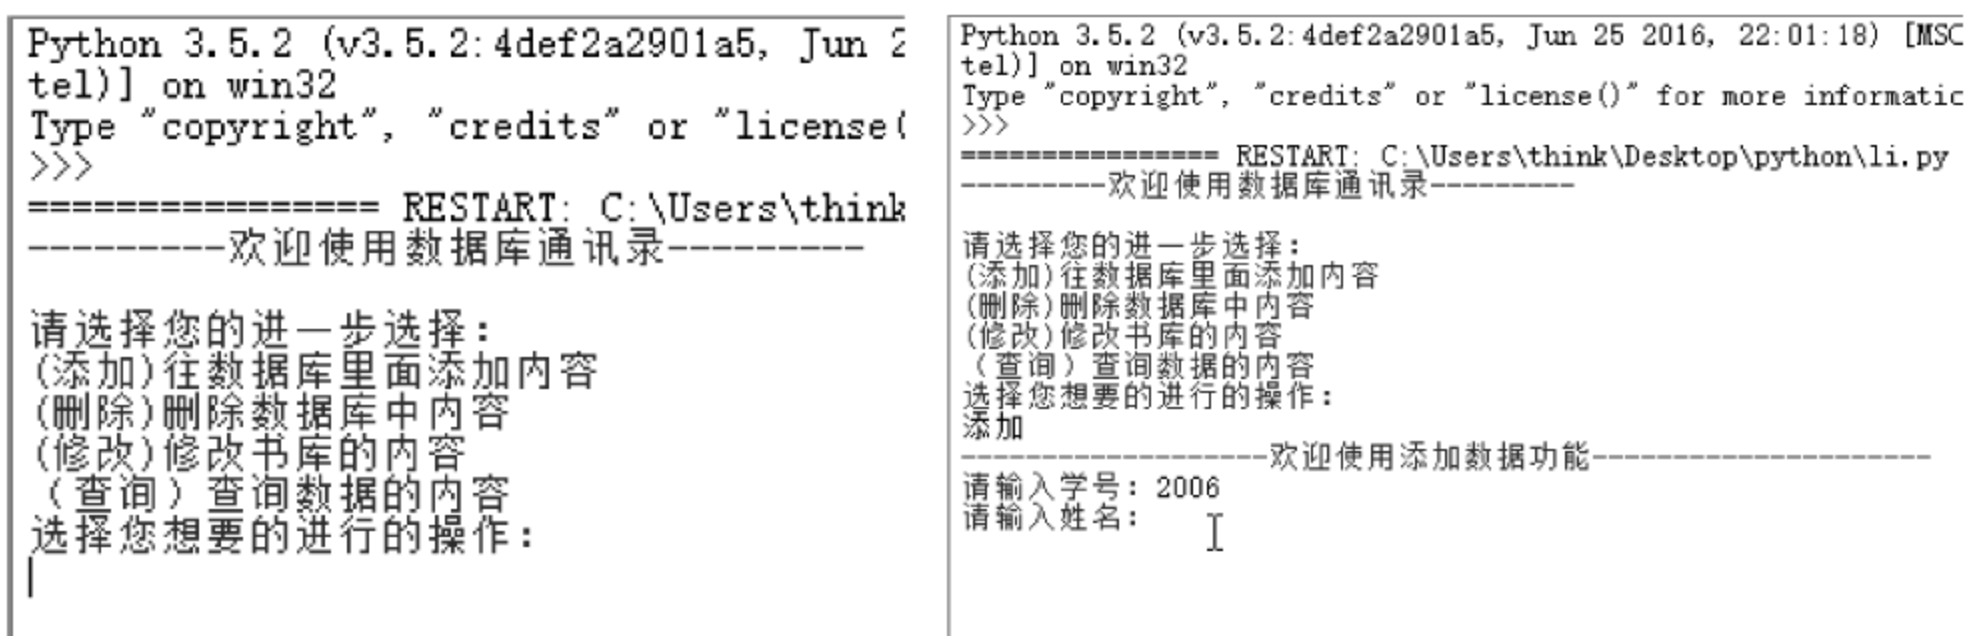 Python 3.5.2 (v3.5.2:4def2a2901a5, Jun 2
tel)] on win32
Type "copyright", "credits" or "license(
>>>
================ RESTART: C:\Users\think
---------欢迎使用数据库通讯录---------
请选择您的进一步选择:
(添加)往数据库里面添加内容
(删除)删除数据库中内容
(修改)修改书库的内容
（查询）查询数据的内容
选择您想要的进行的操作:
Python 3.5.2 (v3.5.2:4def2a2901a5, Jun 25 2016, 22:01:18) [MSC
tel)] on win32
Type "copyright", "credits" or "license()" for more informatic
>>>
================ RESTART: C:\Users\think\Desktop\python\li.py
---------欢迎使用数据库通讯录---------
请选择您的进一步选择:
(添加)往数据库里面添加内容
(删除)删除数据库中内容
(修改)修改书库的内容
（查询）查询数据的内容
选择您想要的进行的操作:
添加
-------------------欢迎使用添加数据功能---------------------
请输入学号: 2006
请输入姓名: